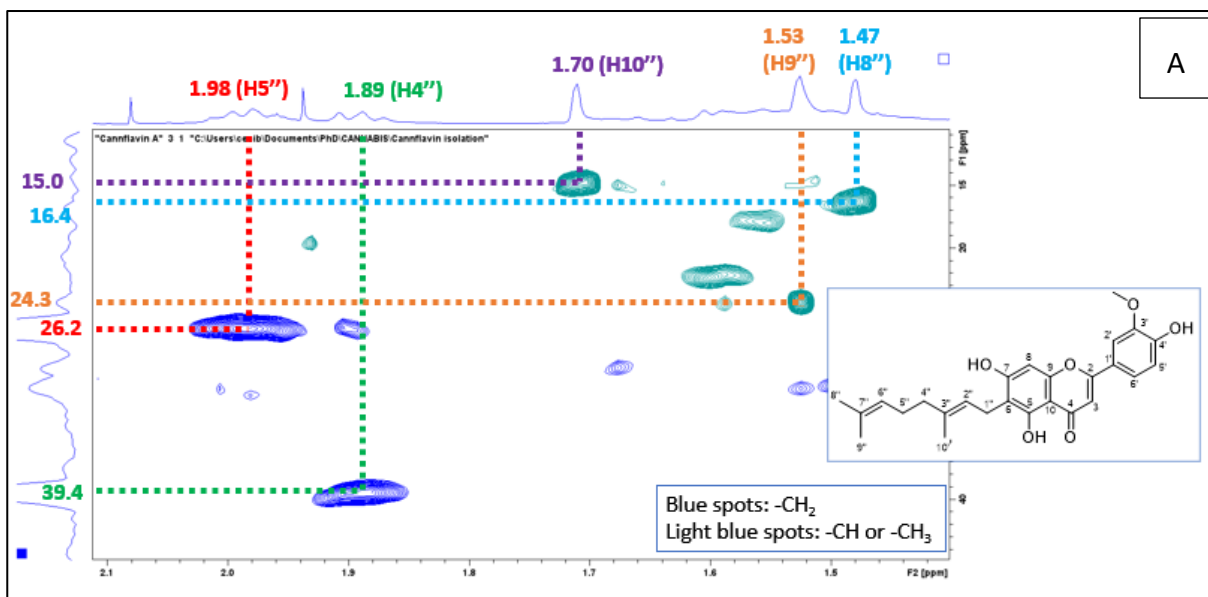 A
1.98 (H5’’)
1.89 (H4’’)
1.70 (H10’’)
1.53
(H9’’)
1.47
(H8’’)
"Cannflavin A" 3 1 "C:\Users\cesib\Documents\PhD\CANNABIS\Cannflavin isolation"
F1 [ppm]
15.0
16.4
24.3
26.2
39.4
15
20
40
O
3'
OH
2'
4'
1'
5'
6'
HO
8
O
7
9
2
8''
6''
4''
7''
5''
3''
2''
1''
6
5
10
4
3
9''
10''
OH
O
Blue spots: -CH₂
Light blue spots: -CH or -CH₃
2.1
2.0
1.9
1.8
1.7
1.6
1.5
F2 [ppm]